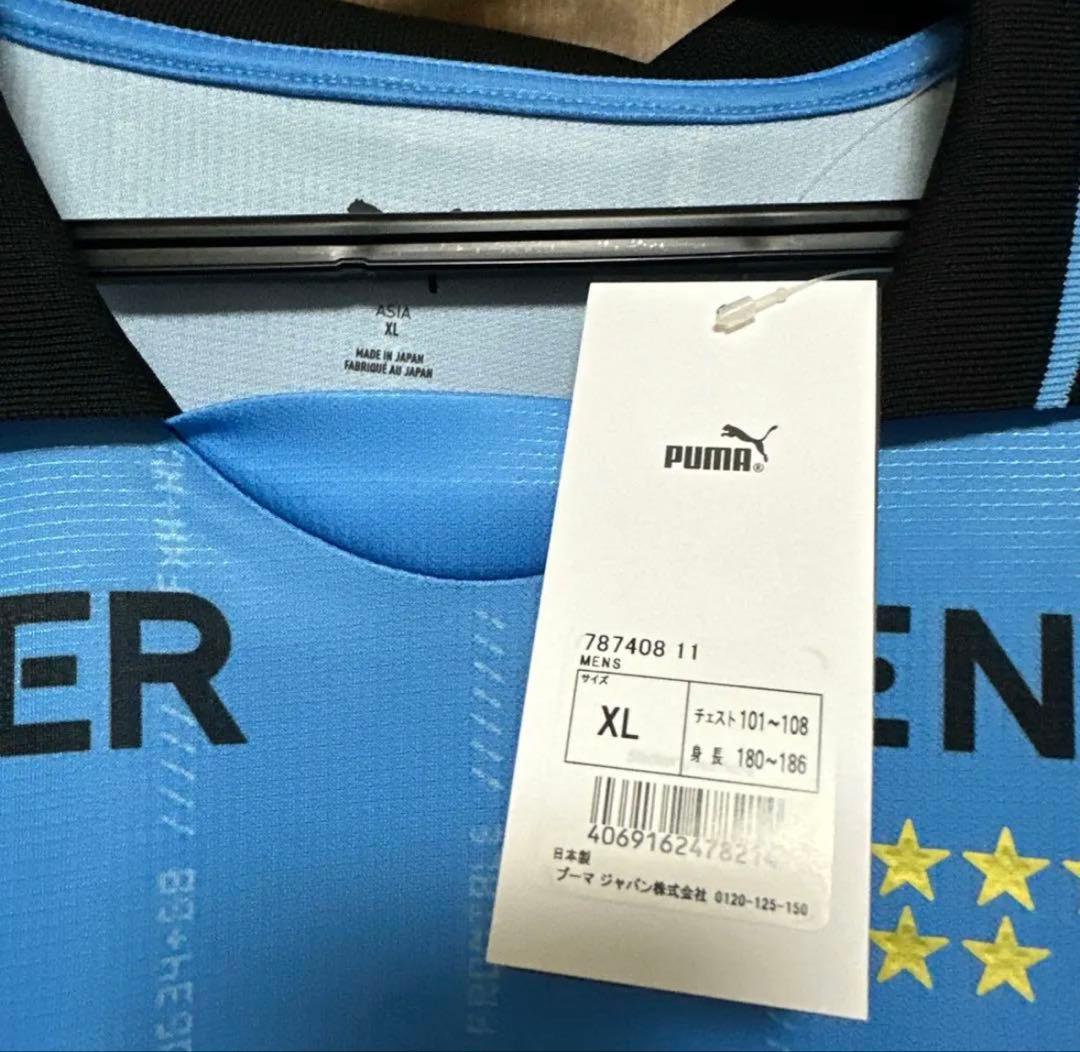 ASIA
XL
MADE IN JAPAN
FABRIQUÉ AU JAPAN
PUMA®
ER
EN
787408 11
MENS
サイズ
XL
チェスト 101~108
身長 180~186
日本製
プーマ ジャパン株式会社 0120-125-150